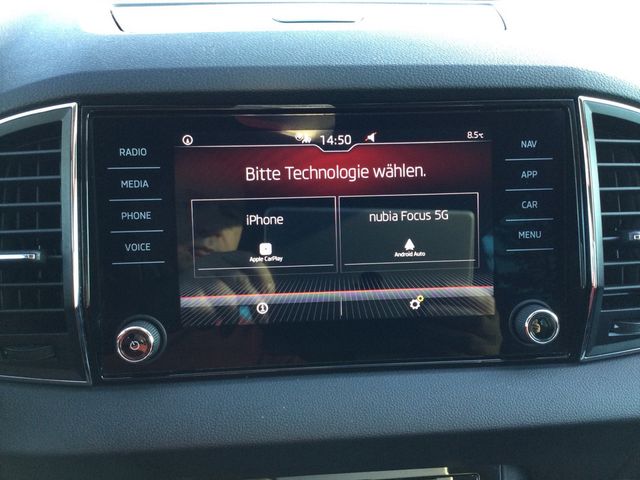 14:50
8.5°C
RADIO
MEDIA
PHONE
VOICE
Bitte Technologie wählen.
iPhone
Apple CarPlay
nubia Focus 5G
Android Auto
NAV
APP
CAR
MENU